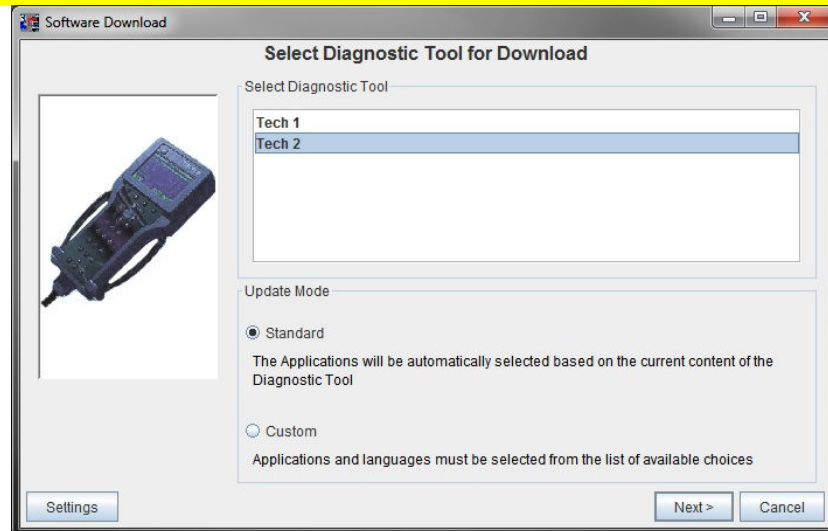 Software Download
Select Diagnostic Tool for Download
Select Diagnostic Tool
Tech 1
Tech 2
Update Mode
Standard
The Applications will be automatically selected based on the current content of the
Diagnostic Tool
Custom
Applications and languages must be selected from the list of available choices
Settings
Next >
Cancel